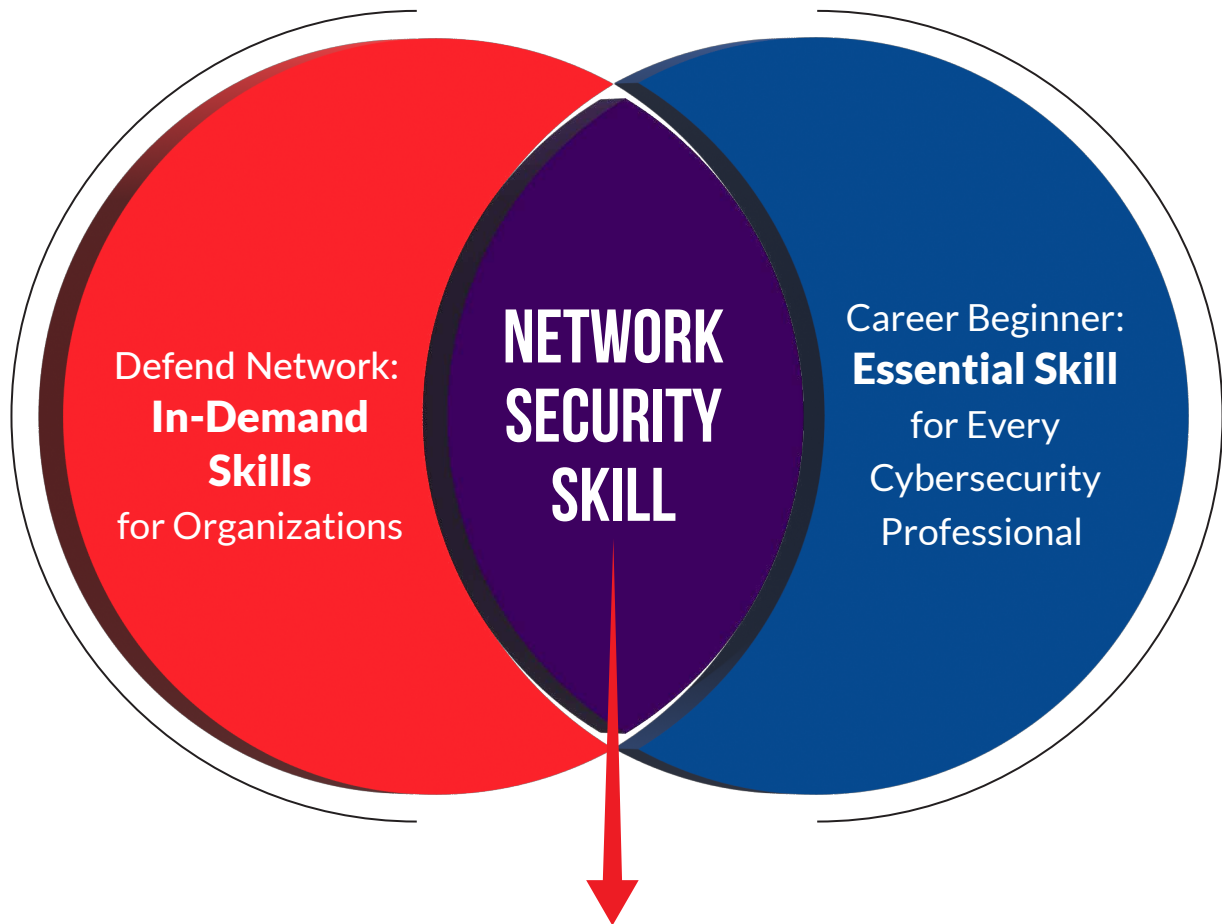 Defend Network:
In-Demand
Skills
for Organizations
NETWORK
SECURITY
SKILL
Career Beginner:
Essential Skill
for Every
Cybersecurity
Professional